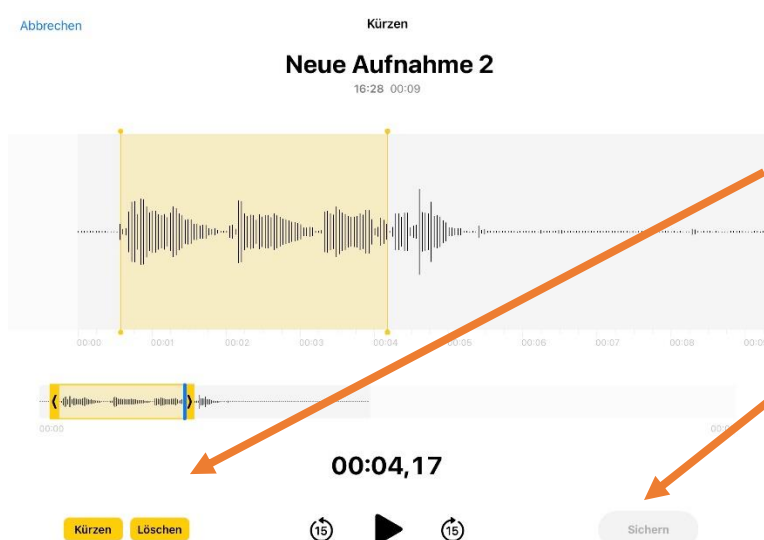 Abbrechen Kürzen
Neue Aufnahme 2
16:28 00:09
00:00 00:01 00:02 00:03 00:04 00:05 00:06 00:07 00:08
00:00
00:04,17
Kürzen Löschen 15 15 Sichern